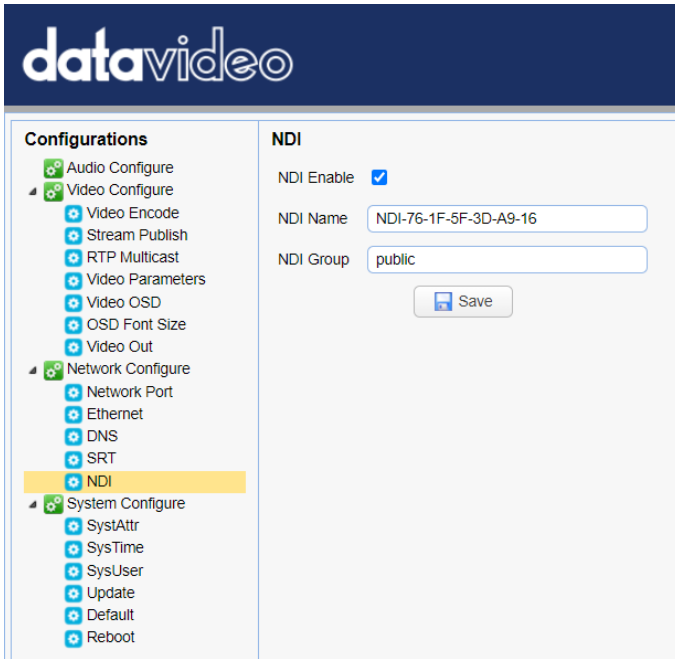 datavideo
Configurations
Audio Configure
Video Configure
Video Encode
Stream Publish
RTP Multicast
Video Parameters
Video OSD
OSD Font Size
Video Out
Network Configure
Network Port
Ethernet
DNS
SRT
NDI
System Configure
SystAttr
SysTime
SysUser
Update
Default
Reboot
NDI
NDI Enable
NDI Name NDI-76-1F-5F-3D-A9-16
NDI Group public
Save